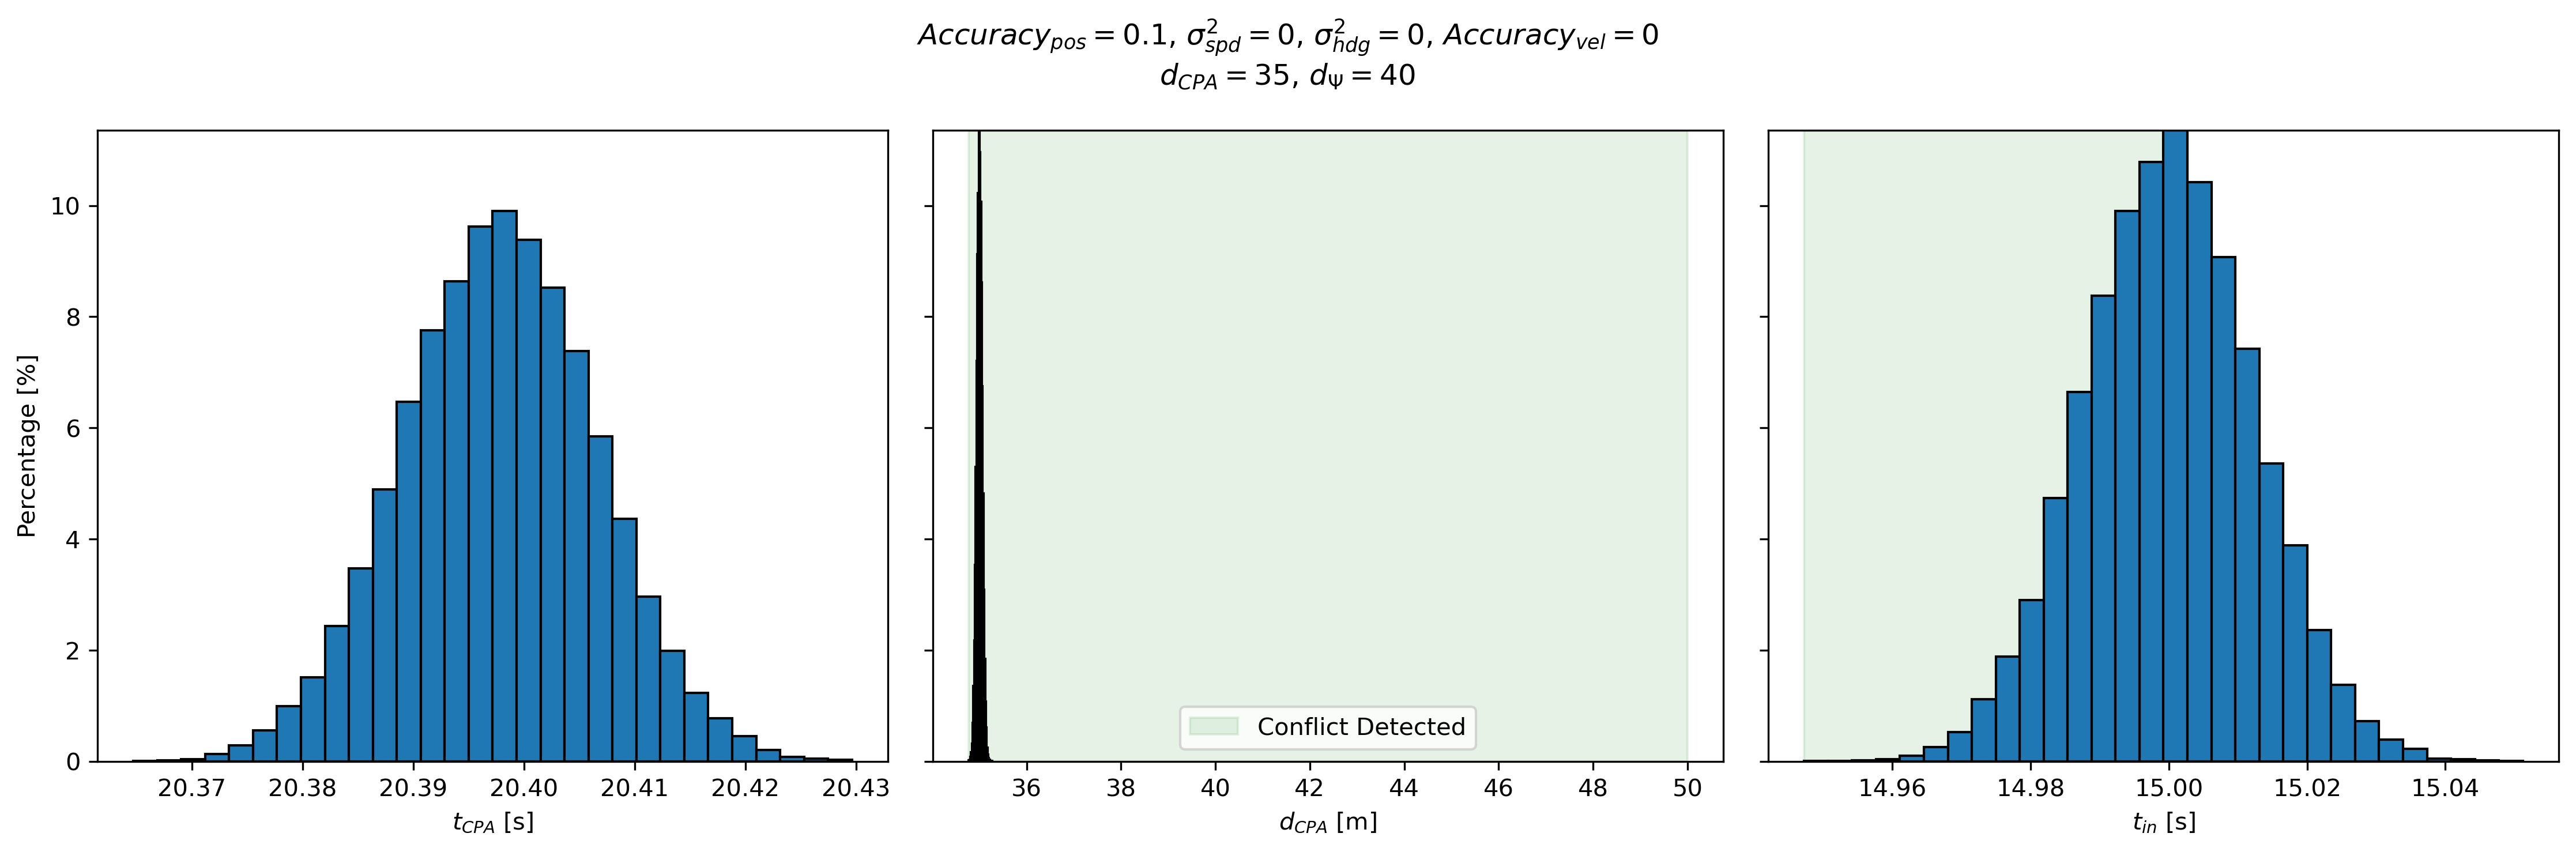 Accuracy_pos = 0.1, σ²_spd = 0, σ²_hdg = 0, Accuracy_vel = 0
d_CPA = 35, d_Ψ = 40
Percentage [%]
10
8
6
4
2
0
20.37 20.38 20.39 20.40 20.41 20.42 20.43
t_CPA [s]
Conflict Detected
36 38 40 42 44 46 48 50
d_CPA [m]
14.96 14.98 15.00 15.02 15.04
t_in [s]